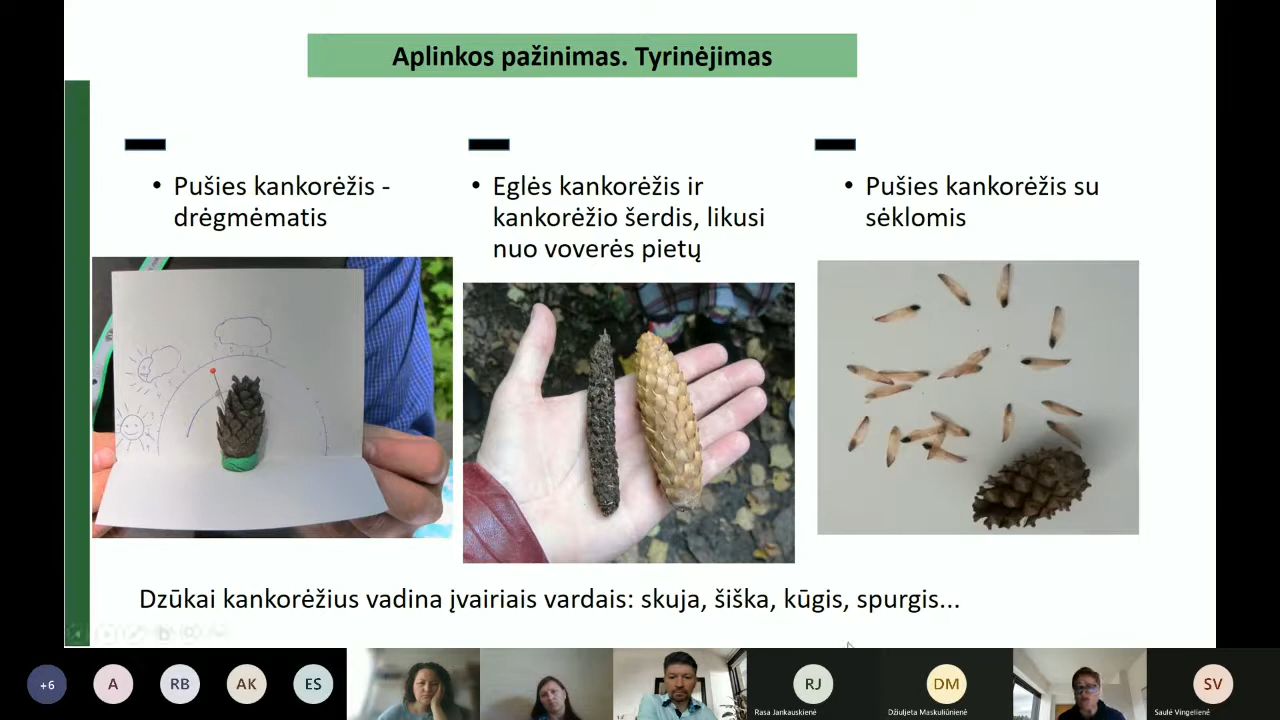 Aplinkos pažinimas. Tyrinėjimas
• Pušies kankorėžis -
drėgmėmatis
• Eglės kankorėžis ir
kankorėžio šerdis, likusi
nuo voverės pietų
• Pušies kankorėžis su
sėklomis
Dzūkai kankorėžius vadina įvairiais vardais: skuja, šiška, kūgis, spurgis...
+6
A
RB
AK
ES
RJ
Rasa Jankauskienė
DM
Džiuljeta Maskuliūnienė
SV
Saulė Vingelienė